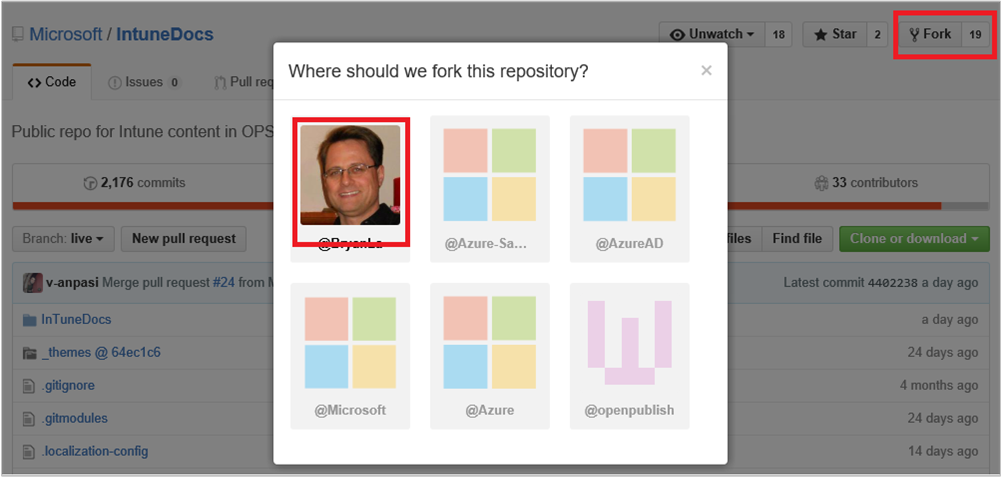 Microsoft / IntuneDocs
Unwatch 18 Star 2 Fork 19
Where should we fork this repository? ×
Code Issues 0 Pull req
Public repo for Intune content in OPS
2,176 commits 33 contributors
@BryanLa @Azure-Sa... @AzureAD
Branch: live New pull request files Find file Clone or download
v-anpasi Merge pull request #24 from M Latest commit 4402238 a day ago
InTuneDocs a day ago
_themes @ 64ec1c6 24 days ago
.gitignore 4 months ago
@Microsoft @Azure @openpublish
.gitmodules 24 days ago
.localization-config 14 days ago